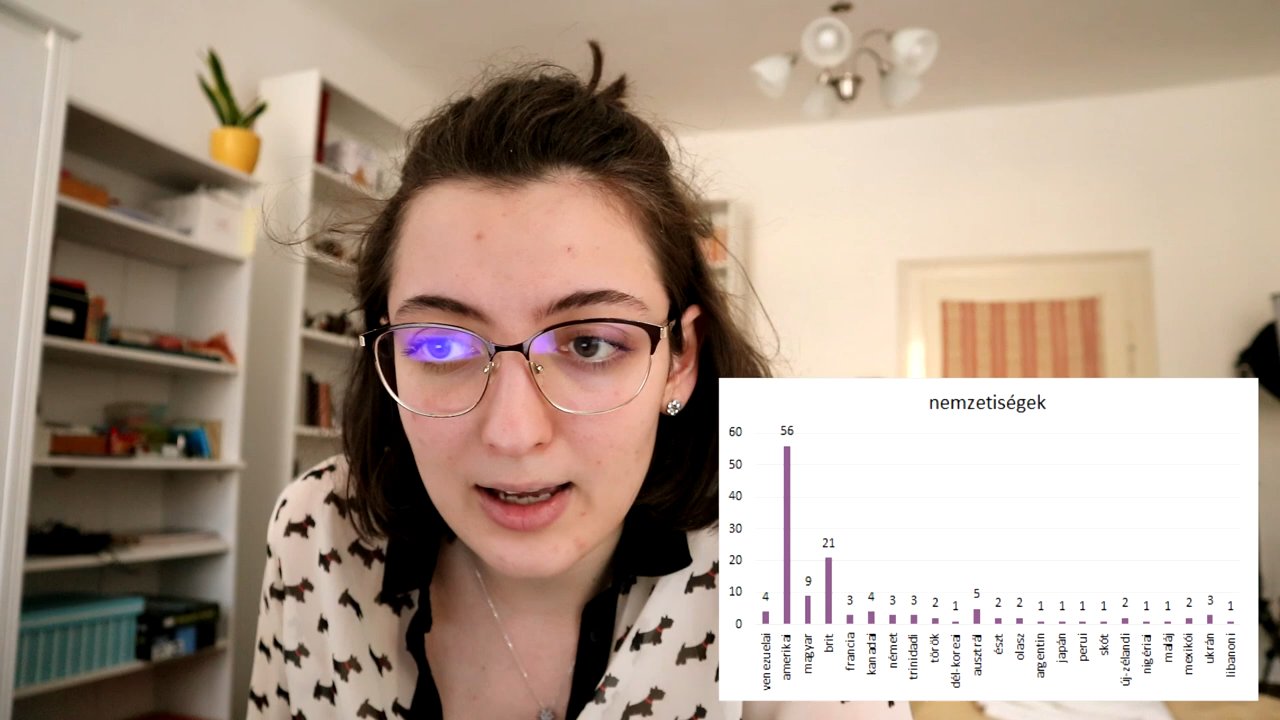 nemzetiségek
60
50
40
30
20
10
0
4 56 9 21 3 4 3 3 2 1 5 2 2 1 1 1 1 2 1 1 2 3 1
venezuelai
amerikai
magyar
brit
francia
kanadai
német
trinidadi
török
dél-koreai
ausztrál
észt
olasz
argentin
japán
perui
skót
új-zélandi
nigériai
maláj
mexikói
ukrán
libanoni